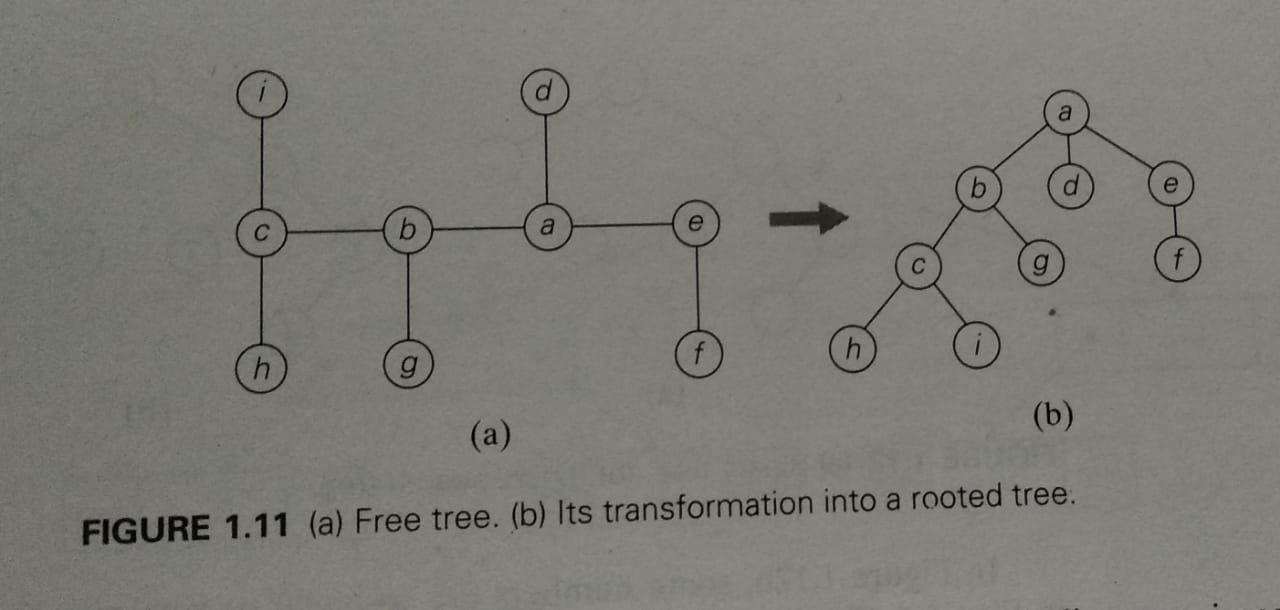 i d
a
b d e
c b a e
c g f
h g f
h i
(a)
(b)
FIGURE 1.11 (a) Free tree. (b) Its transformation into a rooted tree.